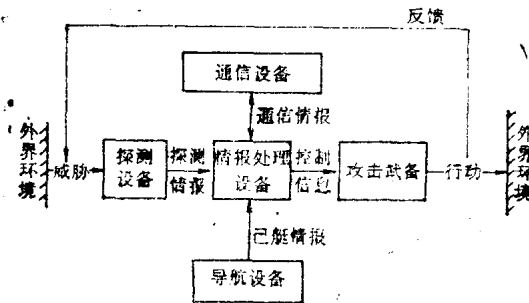 反馈
通信设备
通信情报
外界环境
威胁
探测设备
探测情报
情报处理设备
控制信息
攻击武备
行动
外界环境
己艇情报
导航设备